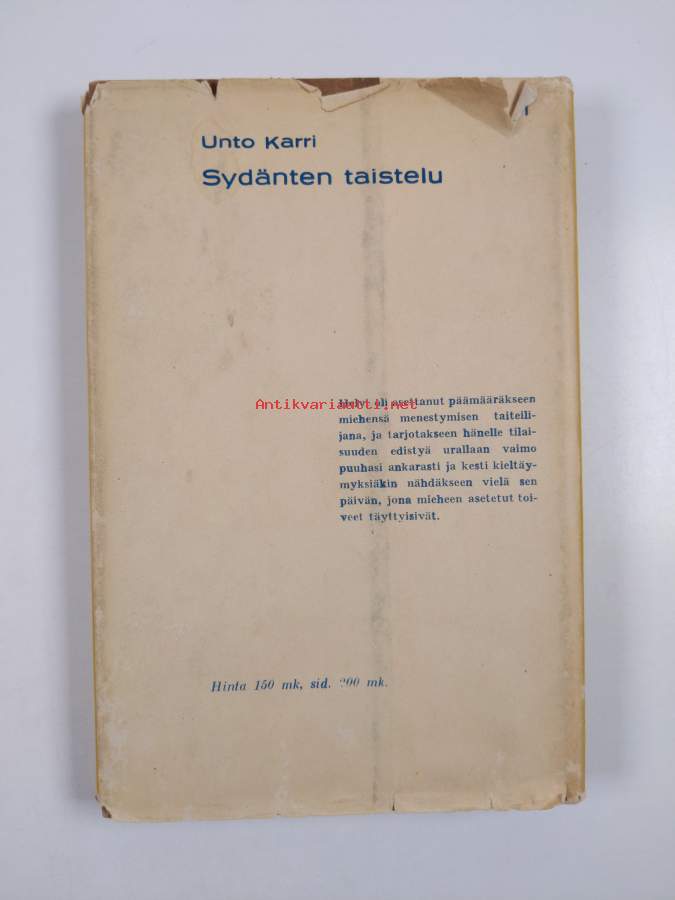 Unto Karri
Sydänten taistelu
Antikvariaatti.net
oli asettanut päämääräkseen
miehensä menestymisen taiteili-
jana, ja tarjotakseen hänelle tilai-
suuden edistyä urallaan vaimo
puuhasi ankarasti ja kesti kieltäy-
myksiäkin nähdäkseen vielä sen
päivän, jona mieheen asetetut toi-
veet täyttyisivät.
Hinta 150 mk, sid. 200 mk.